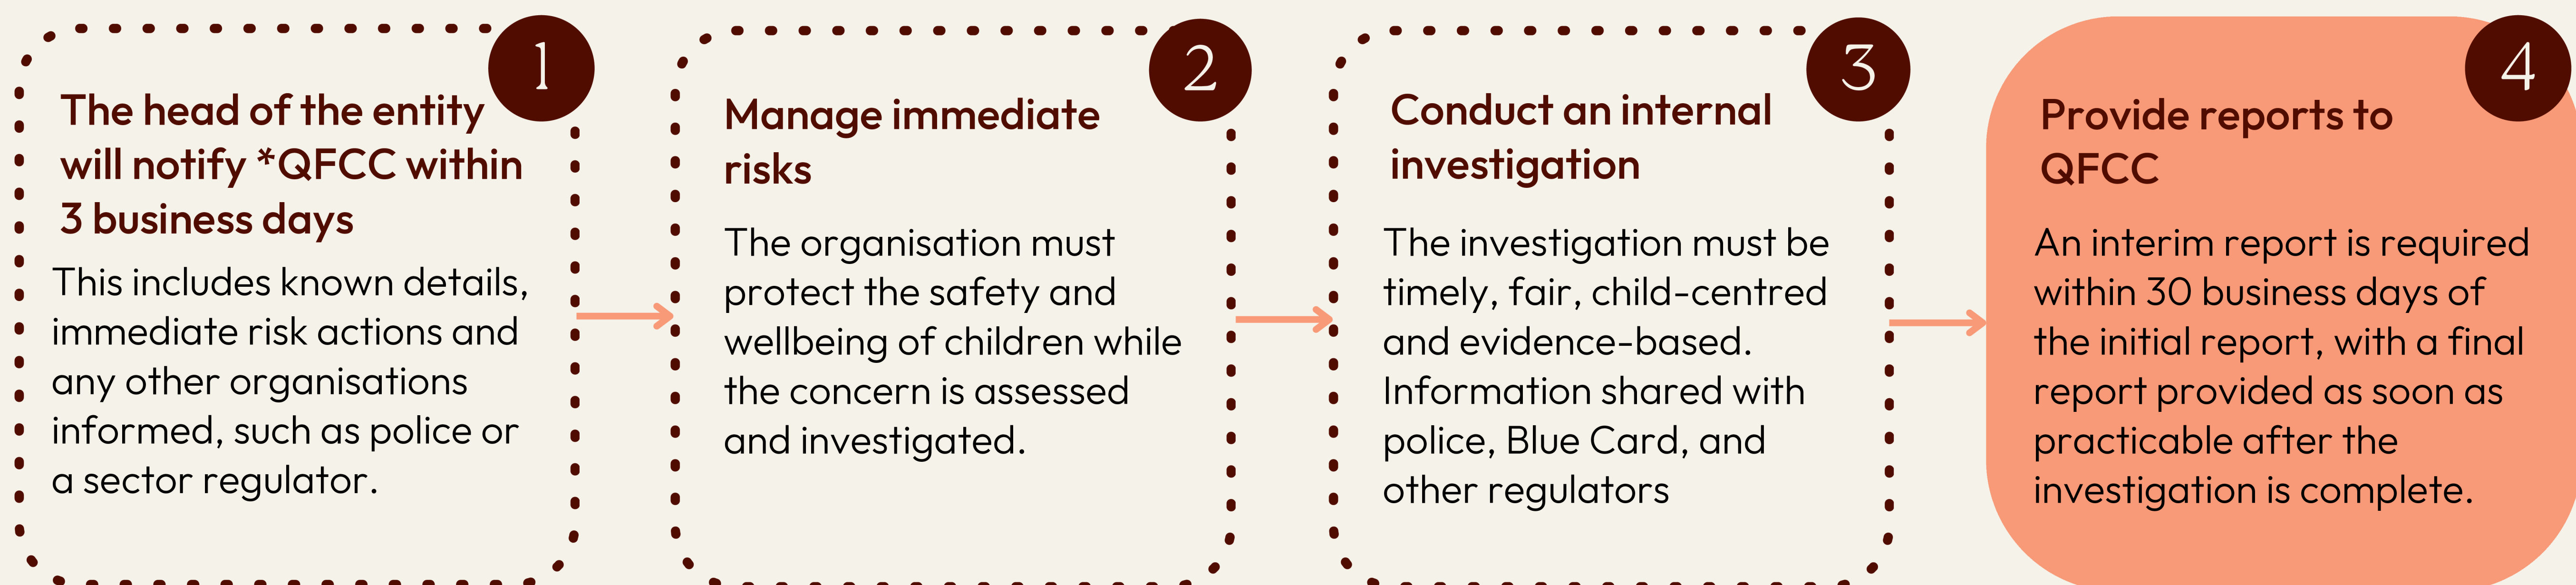 1
The head of the entity
will notify *QFCC within
3 business days
This includes known details,
immediate risk actions and
any other organisations
informed, such as police or
a sector regulator.
2
Manage immediate
risks
The organisation must
protect the safety and
wellbeing of children while
the concern is assessed
and investigated.
3
Conduct an internal
investigation
The investigation must be
timely, fair, child-centred
and evidence-based.
Information shared with
police, Blue Card, and
other regulators
4
Provide reports to
QFCC
An interim report is required
within 30 business days of
the initial report, with a final
report provided as soon as
practicable after the
investigation is complete.